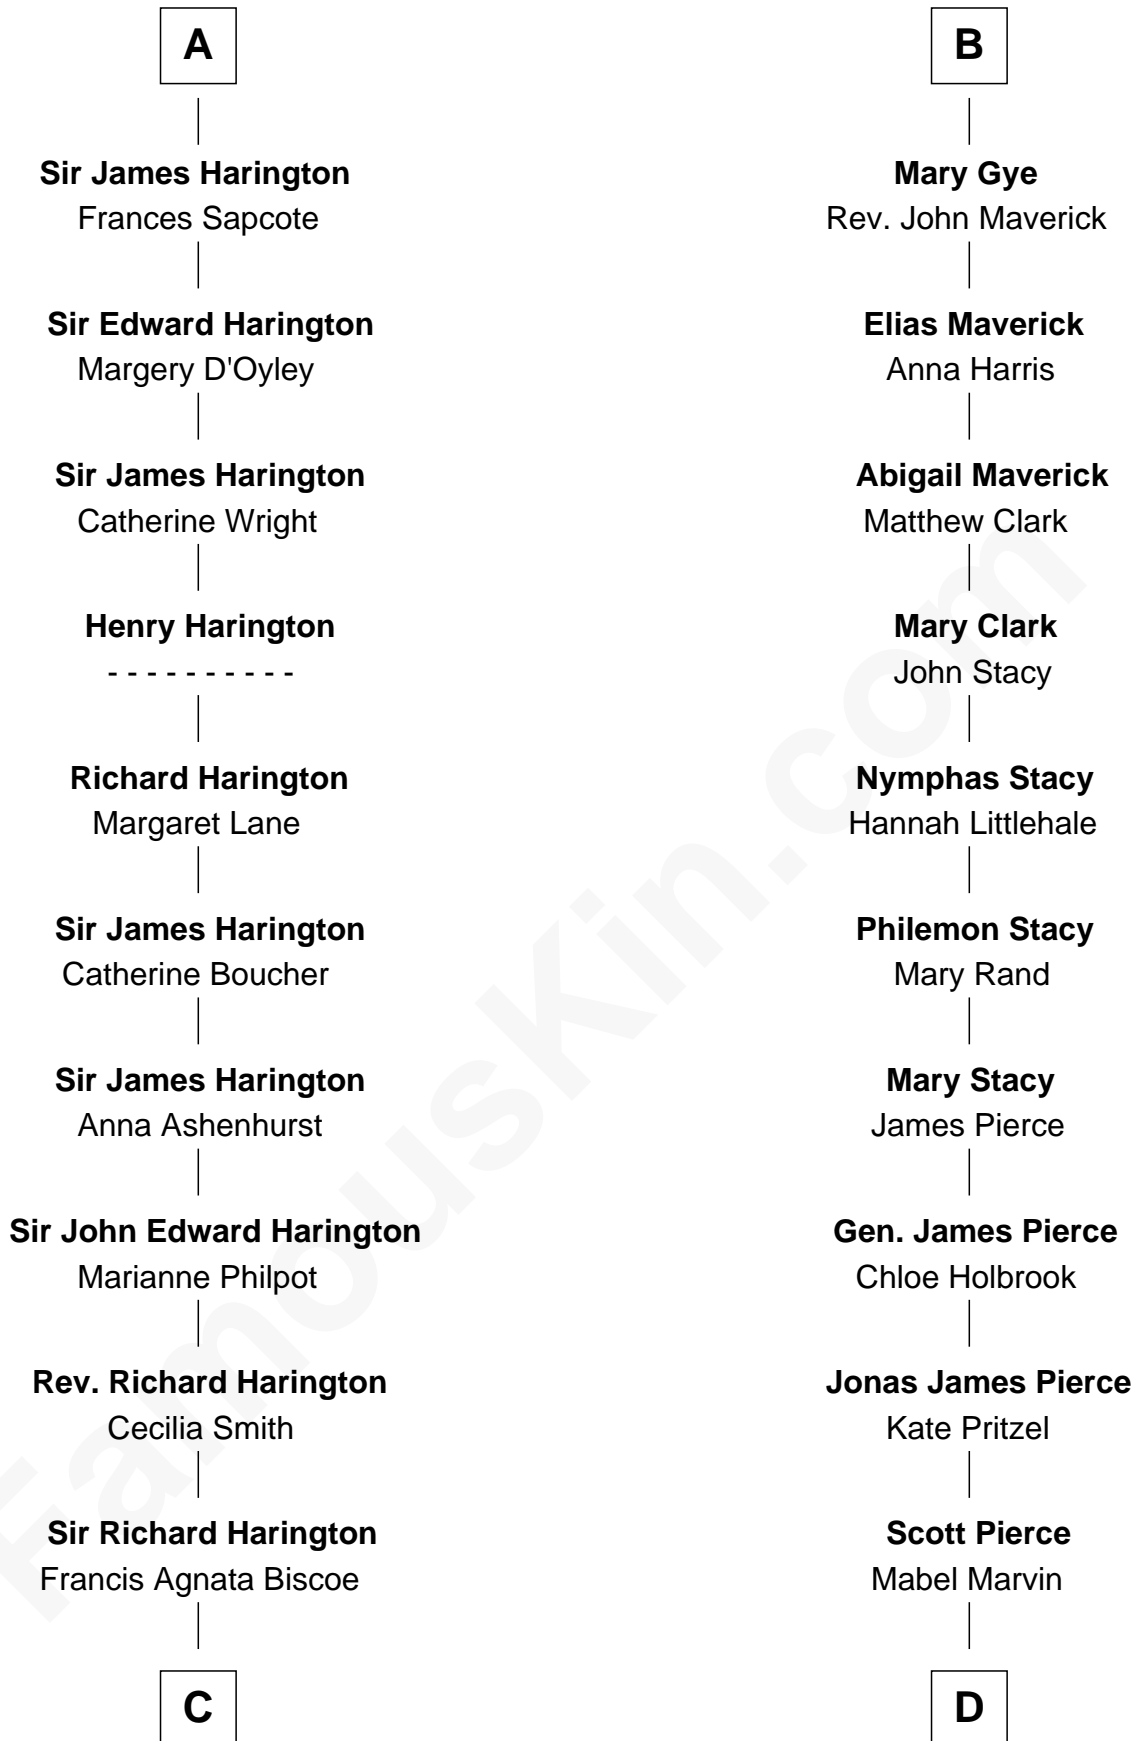 A
Sir James Harington
Frances Sapcote
Sir Edward Harington
Margery D'Oyley
Sir James Harington
Catherine Wright
Henry Harington
- - - - - - - - - -
Richard Harington
Margaret Lane
Sir James Harington
Catherine Boucher
Sir James Harington
Anna Ashenhurst
Sir John Edward Harington
Marianne Philpot
Rev. Richard Harington
Cecilia Smith
Sir Richard Harington
Francis Agnata Biscoe
C
B
Mary Gye
Rev. John Maverick
Elias Maverick
Anna Harris
Abigail Maverick
Matthew Clark
Mary Clark
John Stacy
Nymphas Stacy
Hannah Littlehale
Philemon Stacy
Mary Rand
Mary Stacy
James Pierce
Gen. James Pierce
Chloe Holbrook
Jonas James Pierce
Kate Pritzel
Scott Pierce
Mabel Marvin
D
FamousKin.com